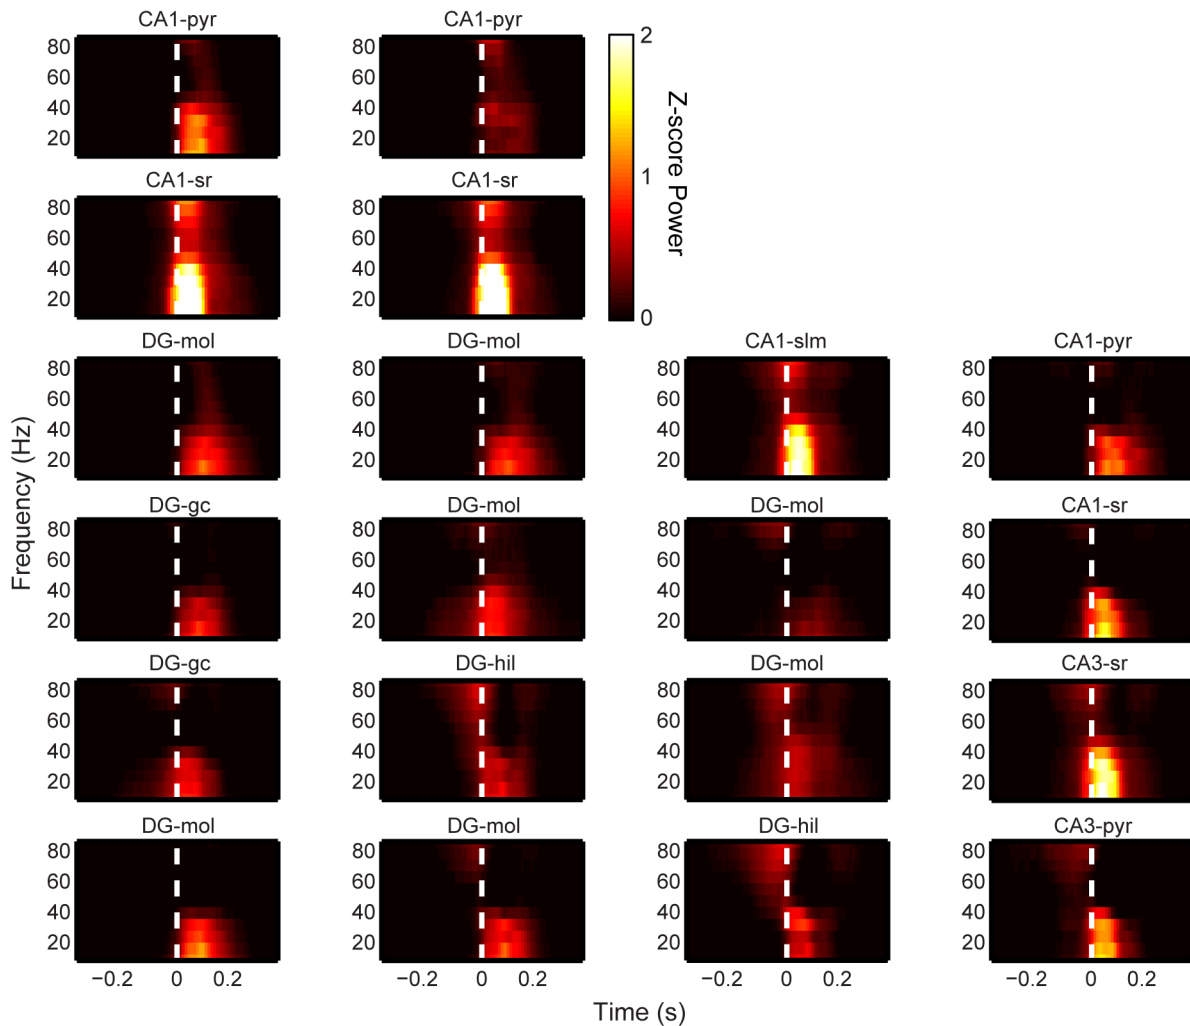 CA1-pyr CA1-pyr
80 80 2
60 60
40 40
20 20
Z-score Power
CA1-sr CA1-sr
1
80 80
60 60
40 40
20 20
0
DG-mol DG-mol CA1-slm CA1-pyr
80 80 80 80
60 60 60 60
40 40 40 40
20 20 20 20
Frequency (Hz)
DG-gc DG-mol DG-mol CA1-sr
80 80 80 80
60 60 60 60
40 40 40 40
20 20 20 20
DG-gc DG-hil DG-mol CA3-sr
80 80 80 80
60 60 60 60
40 40 40 40
20 20 20 20
DG-mol DG-mol DG-hil CA3-pyr
80 80 80 80
60 60 60 60
40 40 40 40
20 20 20 20
−0.2 0 0.2 −0.2 0 0.2 −0.2 0 0.2 −0.2 0 0.2
Time (s)